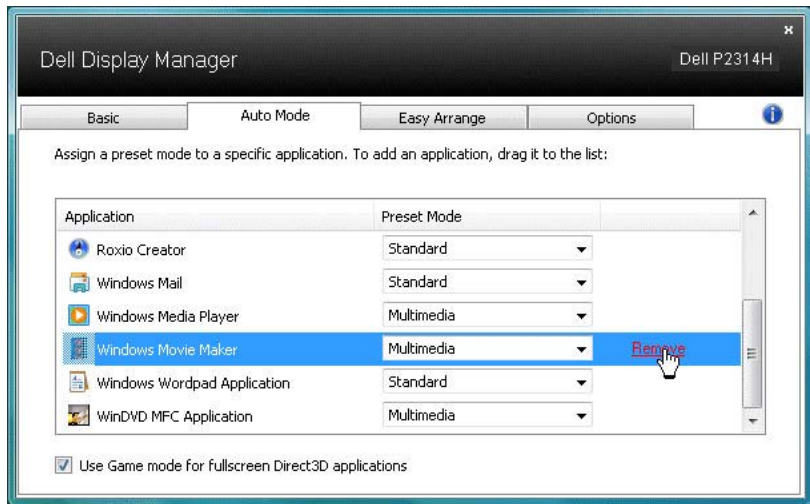 Dell Display Manager
Dell P2314H
Basic Auto Mode Easy Arrange Options
Assign a preset mode to a specific application. To add an application, drag it to the list:
Application Preset Mode
Roxio Creator Standard
Windows Mail Standard
Windows Media Player Multimedia
Windows Movie Maker Multimedia Remove
Windows Wordpad Application Standard
WinDVD MFC Application Multimedia
Use Game mode for fullscreen Direct3D applications